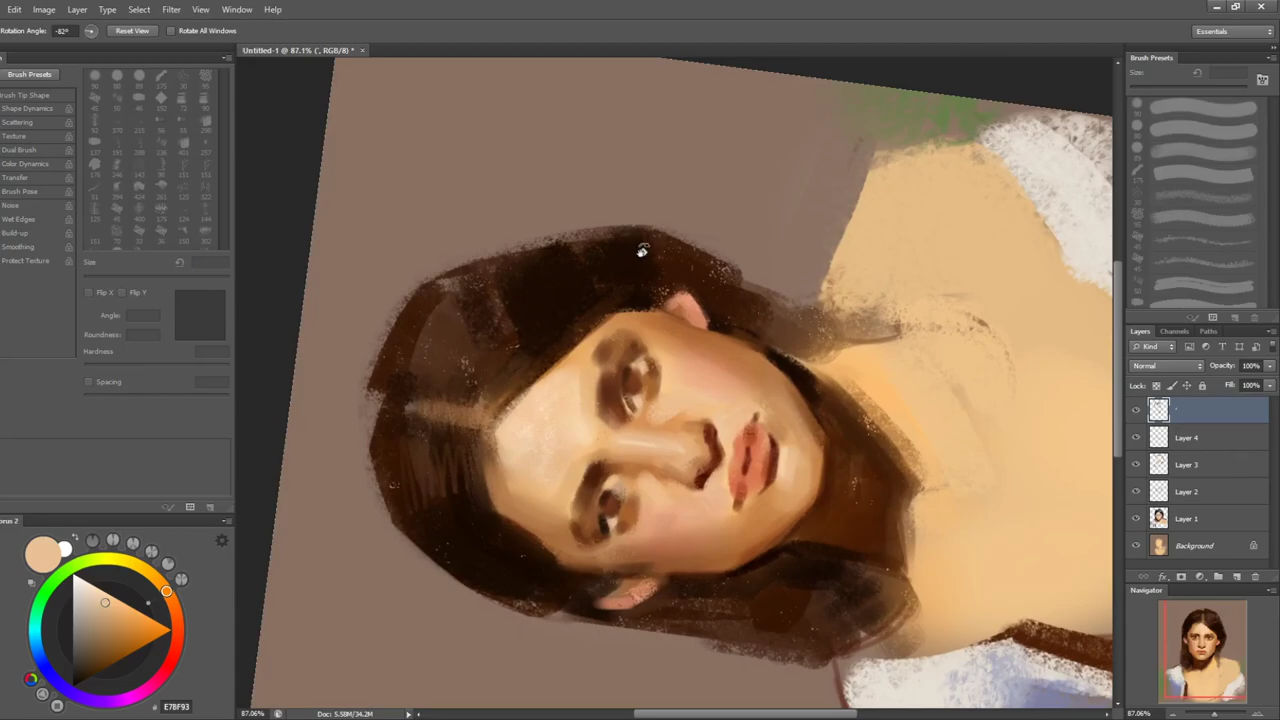 Edit Image Layer Type Select Filter View Window Help
Rotation Angle: -82° Reset View Rotate All Windows Essentials
Untitled-1 @ 87.1% (', RGB/8) *
Brush Presets
Brush Tip Shape
Shape Dynamics
Scattering
Texture
Dual Brush
Color Dynamics
Transfer
Brush Pose
Noise
Wet Edges
Build-up
Smoothing
Protect Texture
Size
Flip X Flip Y
Angle:
Roundness:
Hardness
Spacing
orus 2
# E7BF93
Brush Presets
Size:
Layers Channels Paths
Kind
Normal Opacity: 100%
Lock: Fill: 100%
Layer 4
Layer 3
Layer 2
Layer 1
Background
Navigator
87.06%
87.06% Doc: 5.58M/34.2M